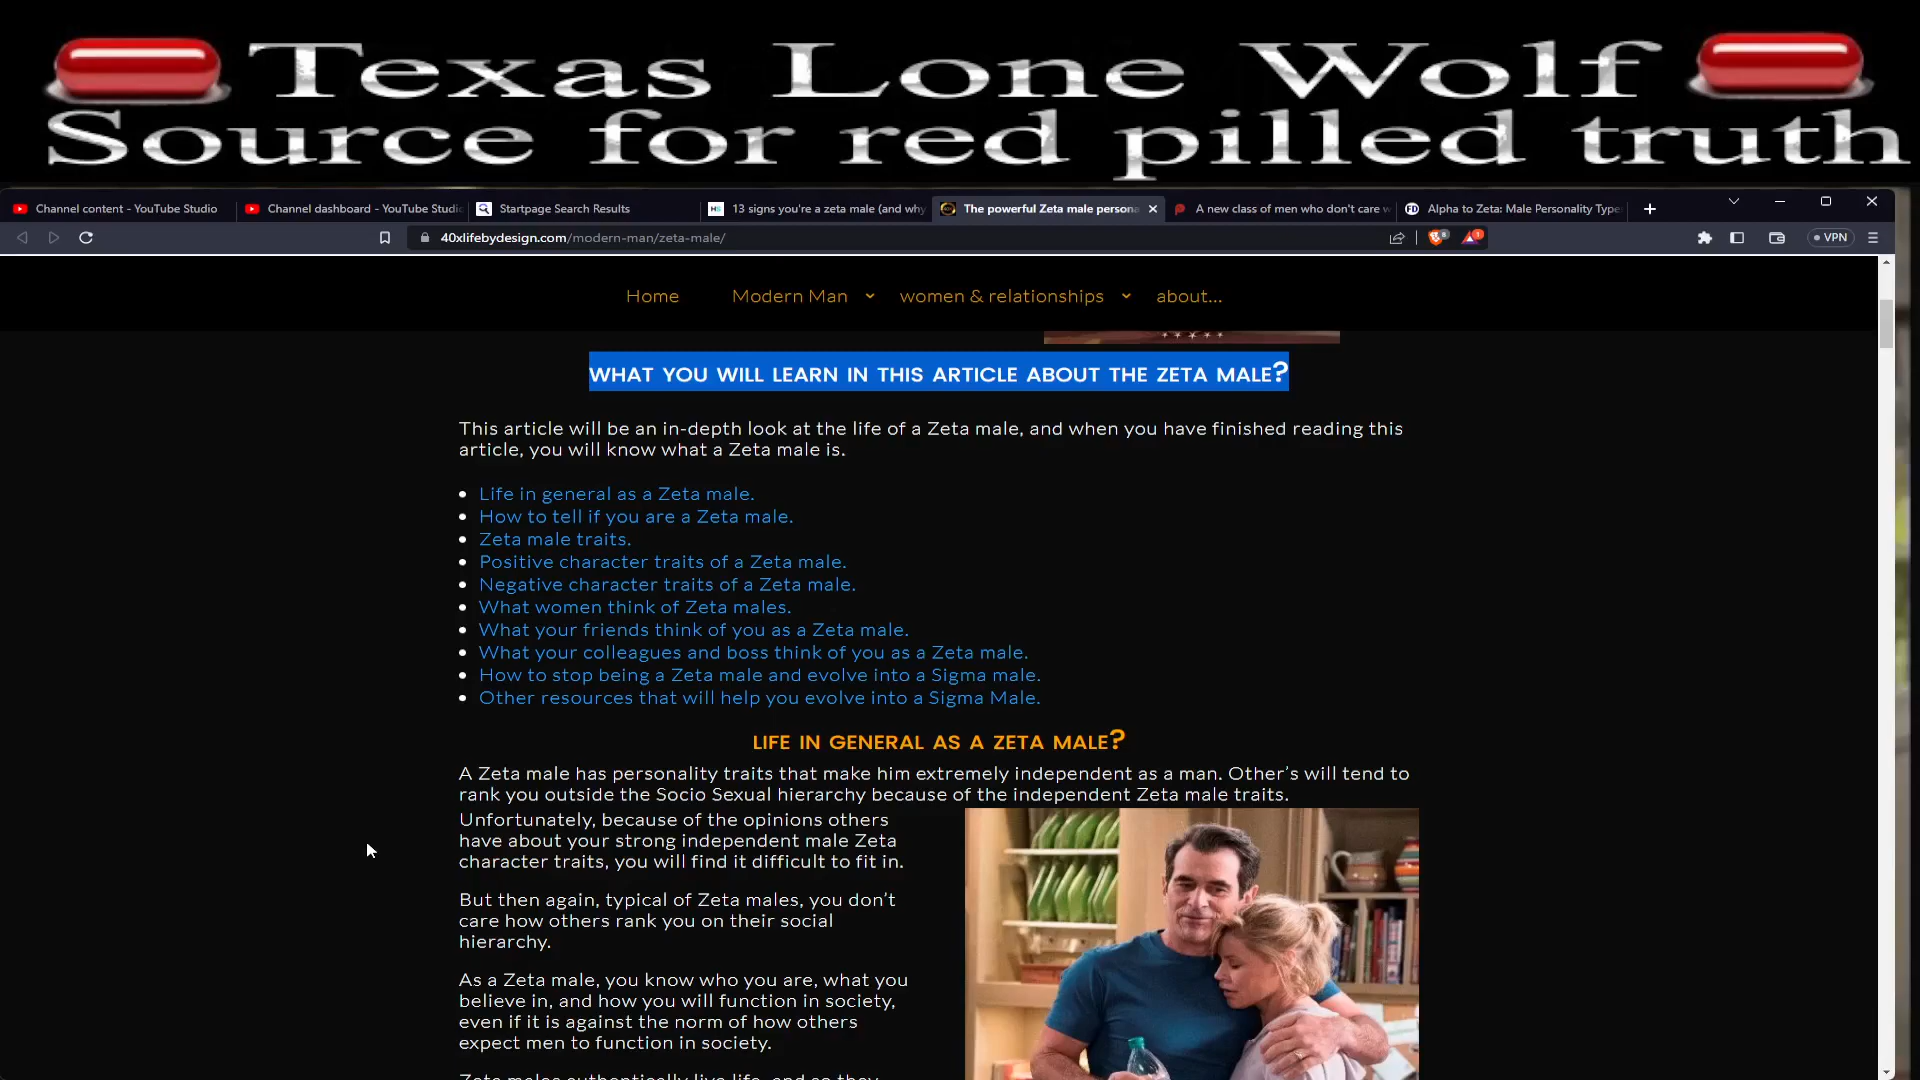 Texas Lone Wolf
Source for red pilled truth
Channel content - YouTube Studio
Channel dashboard - YouTube Studio
Startpage Search Results
13 signs you're a zeta male (and why
The powerful Zeta male persona
A new class of men who don't care w
Alpha to Zeta: Male Personality Type
40xlifebydesign.com/modern-man/zeta-male/
VPN
Home
Modern Man
women & relationships
about...
WHAT YOU WILL LEARN IN THIS ARTICLE ABOUT THE ZETA MALE?
This article will be an in-depth look at the life of a Zeta male, and when you have finished reading this
article, you will know what a Zeta male is.
Life in general as a Zeta male.
How to tell if you are a Zeta male.
Zeta male traits.
Positive character traits of a Zeta male.
Negative character traits of a Zeta male.
What women think of Zeta males.
What your friends think of you as a Zeta male.
What your colleagues and boss think of you as a Zeta male.
How to stop being a Zeta male and evolve into a Sigma male.
Other resources that will help you evolve into a Sigma Male.
LIFE IN GENERAL AS A ZETA MALE?
A Zeta male has personality traits that make him extremely independent as a man. Other's will tend to
rank you outside the Socio Sexual hierarchy because of the independent Zeta male traits.
Unfortunately, because of the opinions others
have about your strong independent male Zeta
character traits, you will find it difficult to fit in.
But then again, typical of Zeta males, you don't
care how others rank you on their social
hierarchy.
As a Zeta male, you know who you are, what you
believe in, and how you will function in society,
even if it is against the norm of how others
expect men to function in society.
Zeta males authentically live life, and so they